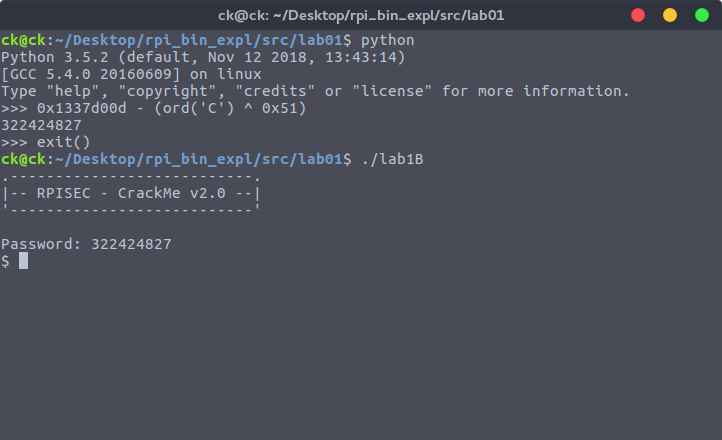 ck@ck: ~/Desktop/rpi_bin_expl/src/lab01
ck@ck:~/Desktop/rpi_bin_expl/src/lab01$ python
Python 3.5.2 (default, Nov 12 2018, 13:43:14)
[GCC 5.4.0 20160609] on linux
Type "help", "copyright", "credits" or "license" for more information.
>>> 0x1337d00d - (ord('C') ^ 0x51)
322424827
>>> exit()
ck@ck:~/Desktop/rpi_bin_expl/src/lab01$ ./lab1B
.---------------------------.
|-- RPISEC - CrackMe v2.0 --|
'---------------------------'
Password: 322424827
$